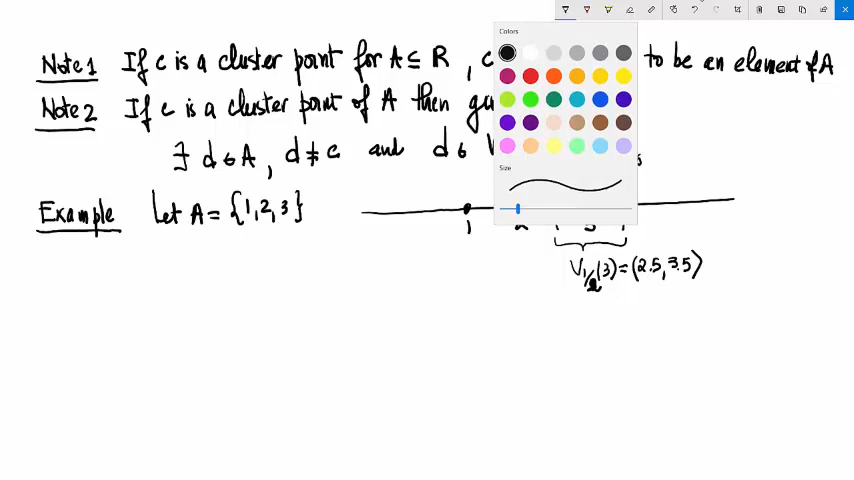 Note 1 If c is a cluster point for A ⊆ R, c to be an element of A
Note 2 If c is a cluster point of A then
∃ d ∈ A, d ≠ c and d ∈ V
Example Let A = {1, 2, 3}
1 2 3
V1/2(3) = (2.5, 3.5)
Colors
Size